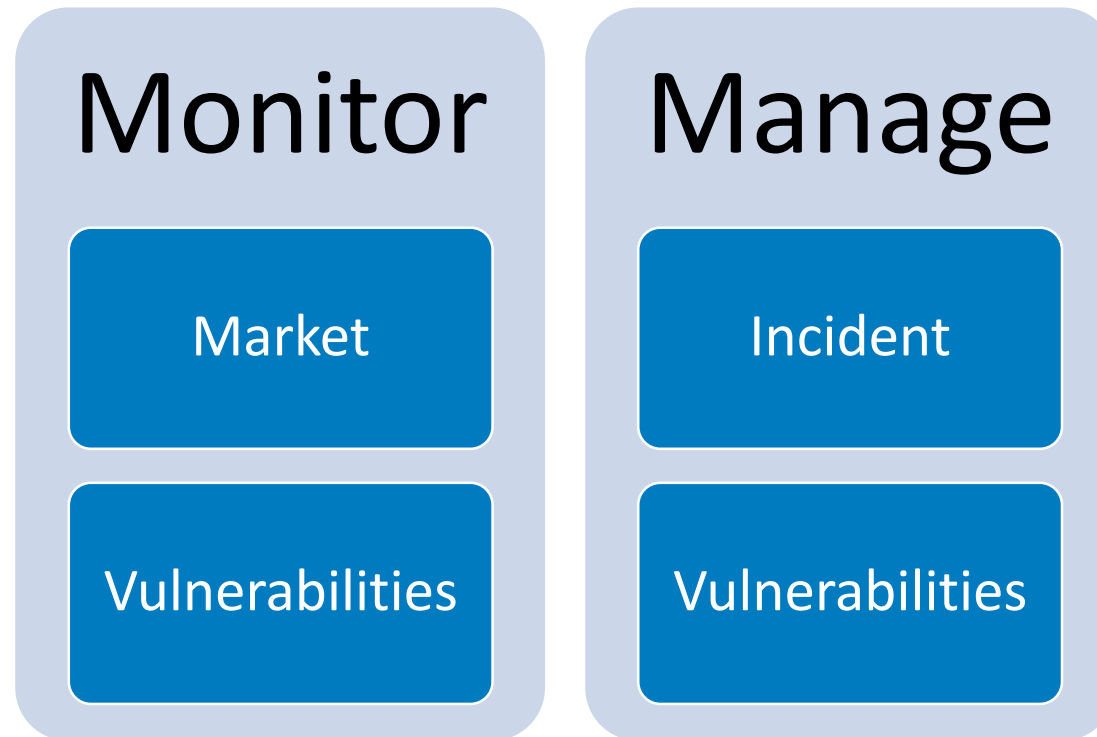 Monitor
Market
Vulnerabilities
Manage
Incident
Vulnerabilities